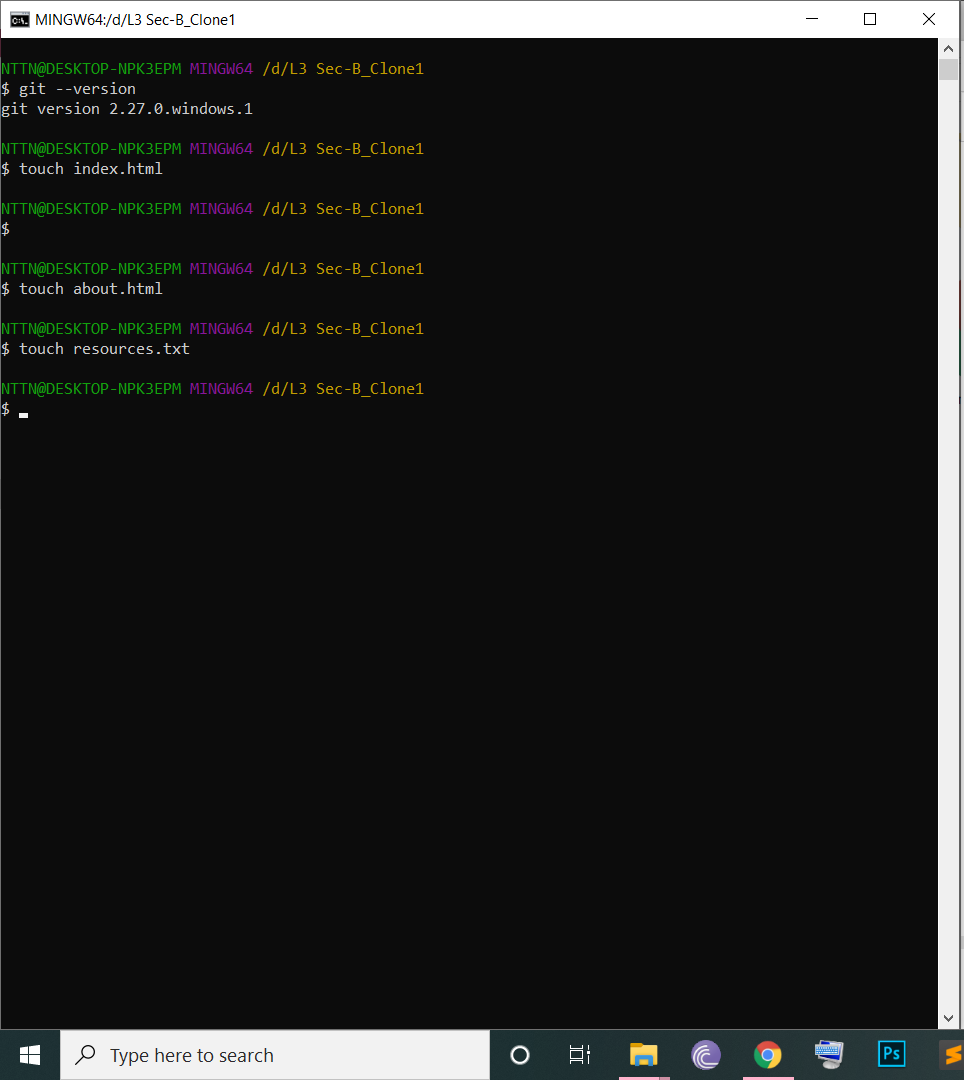 MINGW64:/d/L3 Sec-B_Clone1
NTTN@DESKTOP-NPK3EPM MINGW64 /d/L3 Sec-B_Clone1
$ git --version
git version 2.27.0.windows.1
NTTN@DESKTOP-NPK3EPM MINGW64 /d/L3 Sec-B_Clone1
$ touch index.html
NTTN@DESKTOP-NPK3EPM MINGW64 /d/L3 Sec-B_Clone1
$
NTTN@DESKTOP-NPK3EPM MINGW64 /d/L3 Sec-B_Clone1
$ touch about.html
NTTN@DESKTOP-NPK3EPM MINGW64 /d/L3 Sec-B_Clone1
$ touch resources.txt
NTTN@DESKTOP-NPK3EPM MINGW64 /d/L3 Sec-B_Clone1
$
Type here to search
Ps